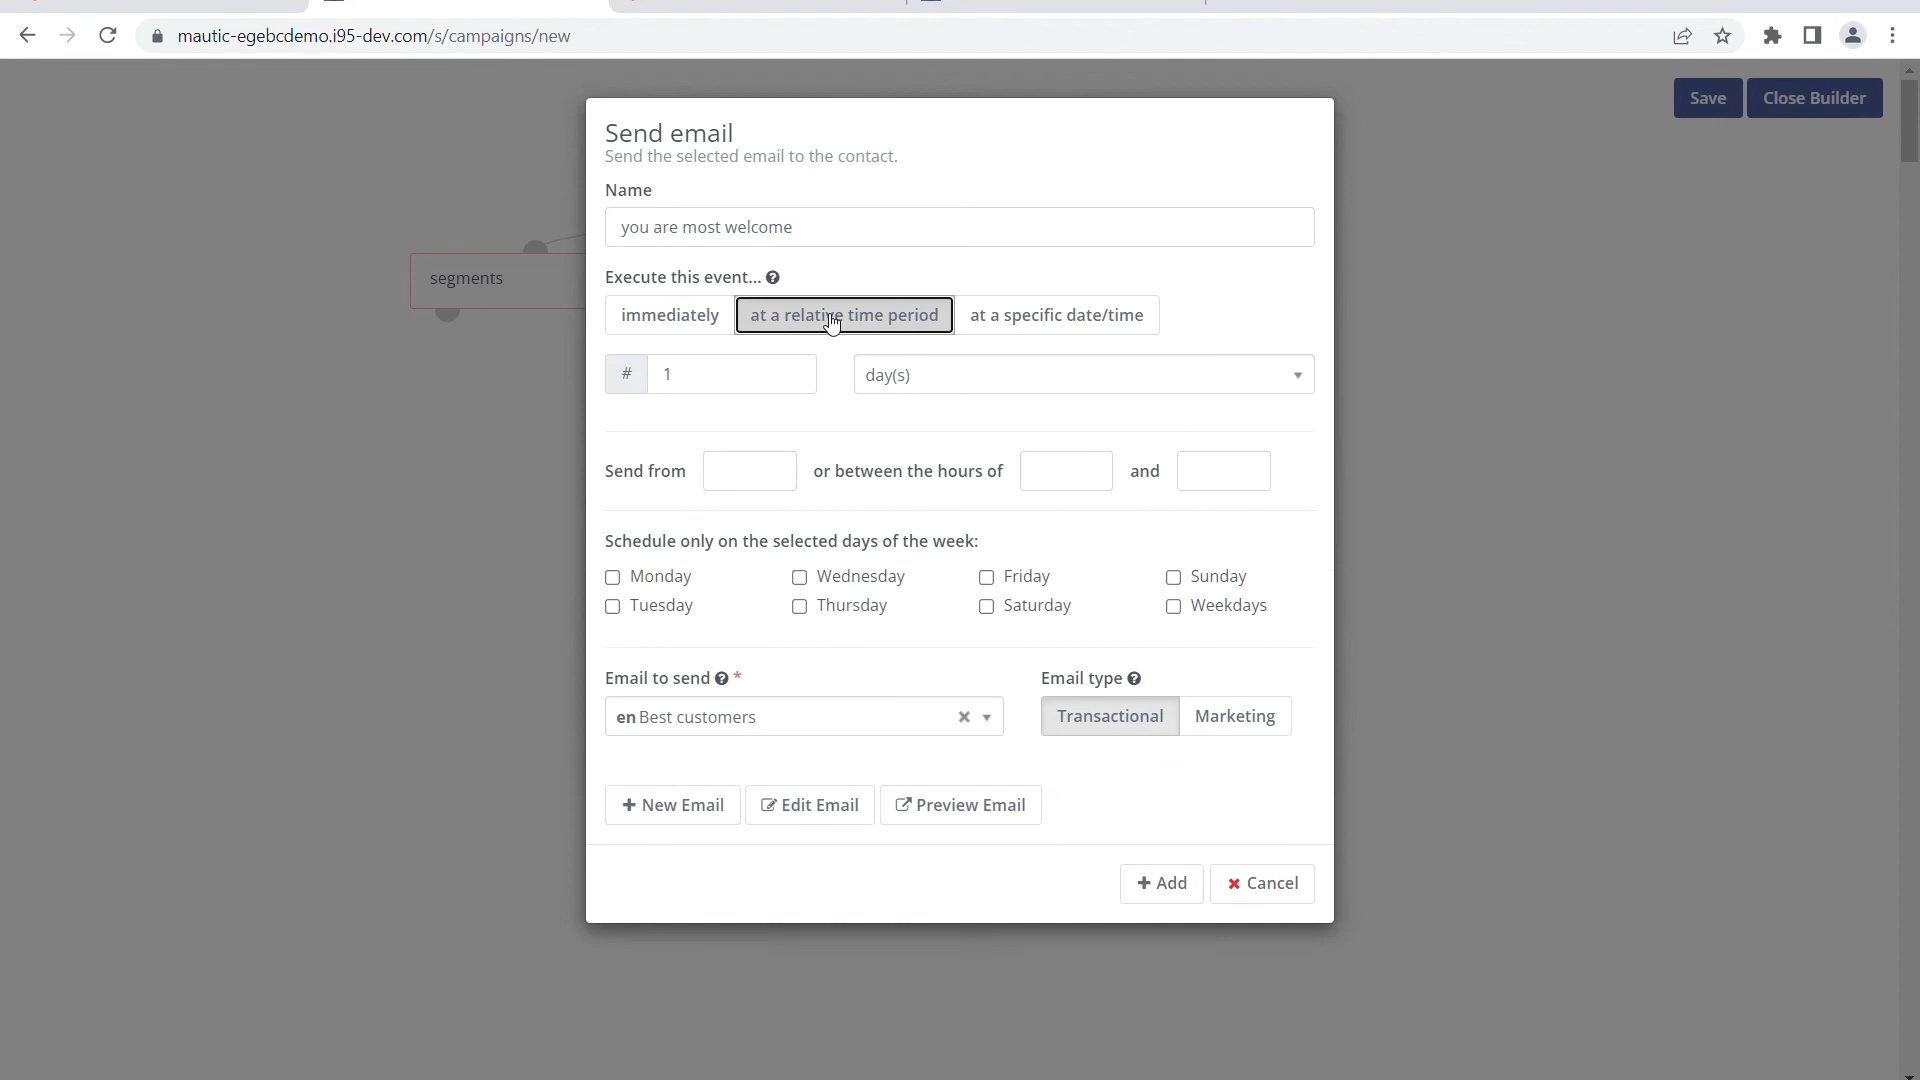 mautic-egebcdemo.i95-dev.com/s/campaigns/new
Save Close Builder
Send email
Send the selected email to the contact.
Name
you are most welcome
segments
Execute this event...
immediately at a relative time period at a specific date/time
# 1 day(s)
Send from or between the hours of and
Schedule only on the selected days of the week:
Monday Wednesday Friday Sunday
Tuesday Thursday Saturday Weekdays
Email to send * Email type
en Best customers Transactional Marketing
New Email Edit Email Preview Email
Add Cancel